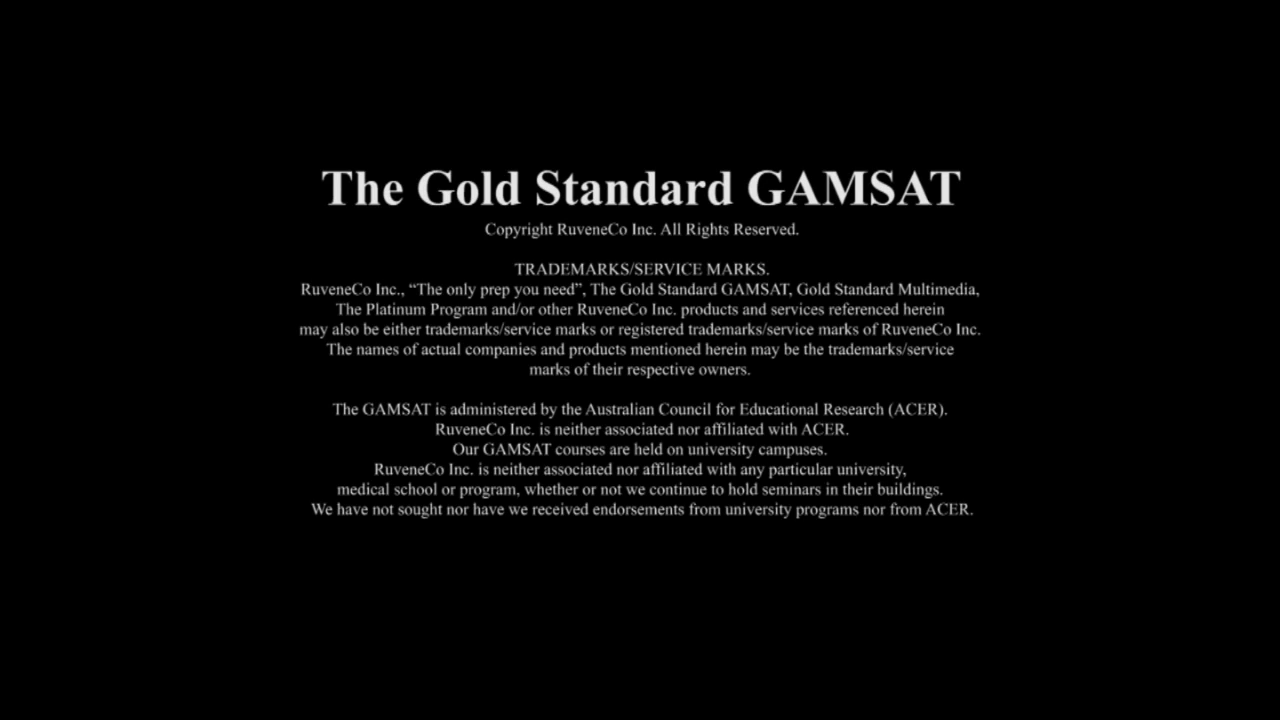 The Gold Standard GAMSAT
Copyright RuveneCo Inc. All Rights Reserved.
TRADEMARKS/SERVICE MARKS.
RuveneCo Inc., “The only prep you need”, The Gold Standard GAMSAT, Gold Standard Multimedia,
The Platinum Program and/or other RuveneCo Inc. products and services referenced herein
may also be either trademarks/service marks or registered trademarks/service marks of RuveneCo Inc.
The names of actual companies and products mentioned herein may be the trademarks/service
marks of their respective owners.
The GAMSAT is administered by the Australian Council for Educational Research (ACER).
RuveneCo Inc. is neither associated nor affiliated with ACER.
Our GAMSAT courses are held on university campuses.
RuveneCo Inc. is neither associated nor affiliated with any particular university,
medical school or program, whether or not we continue to hold seminars in their buildings.
We have not sought nor have we received endorsements from university programs nor from ACER.